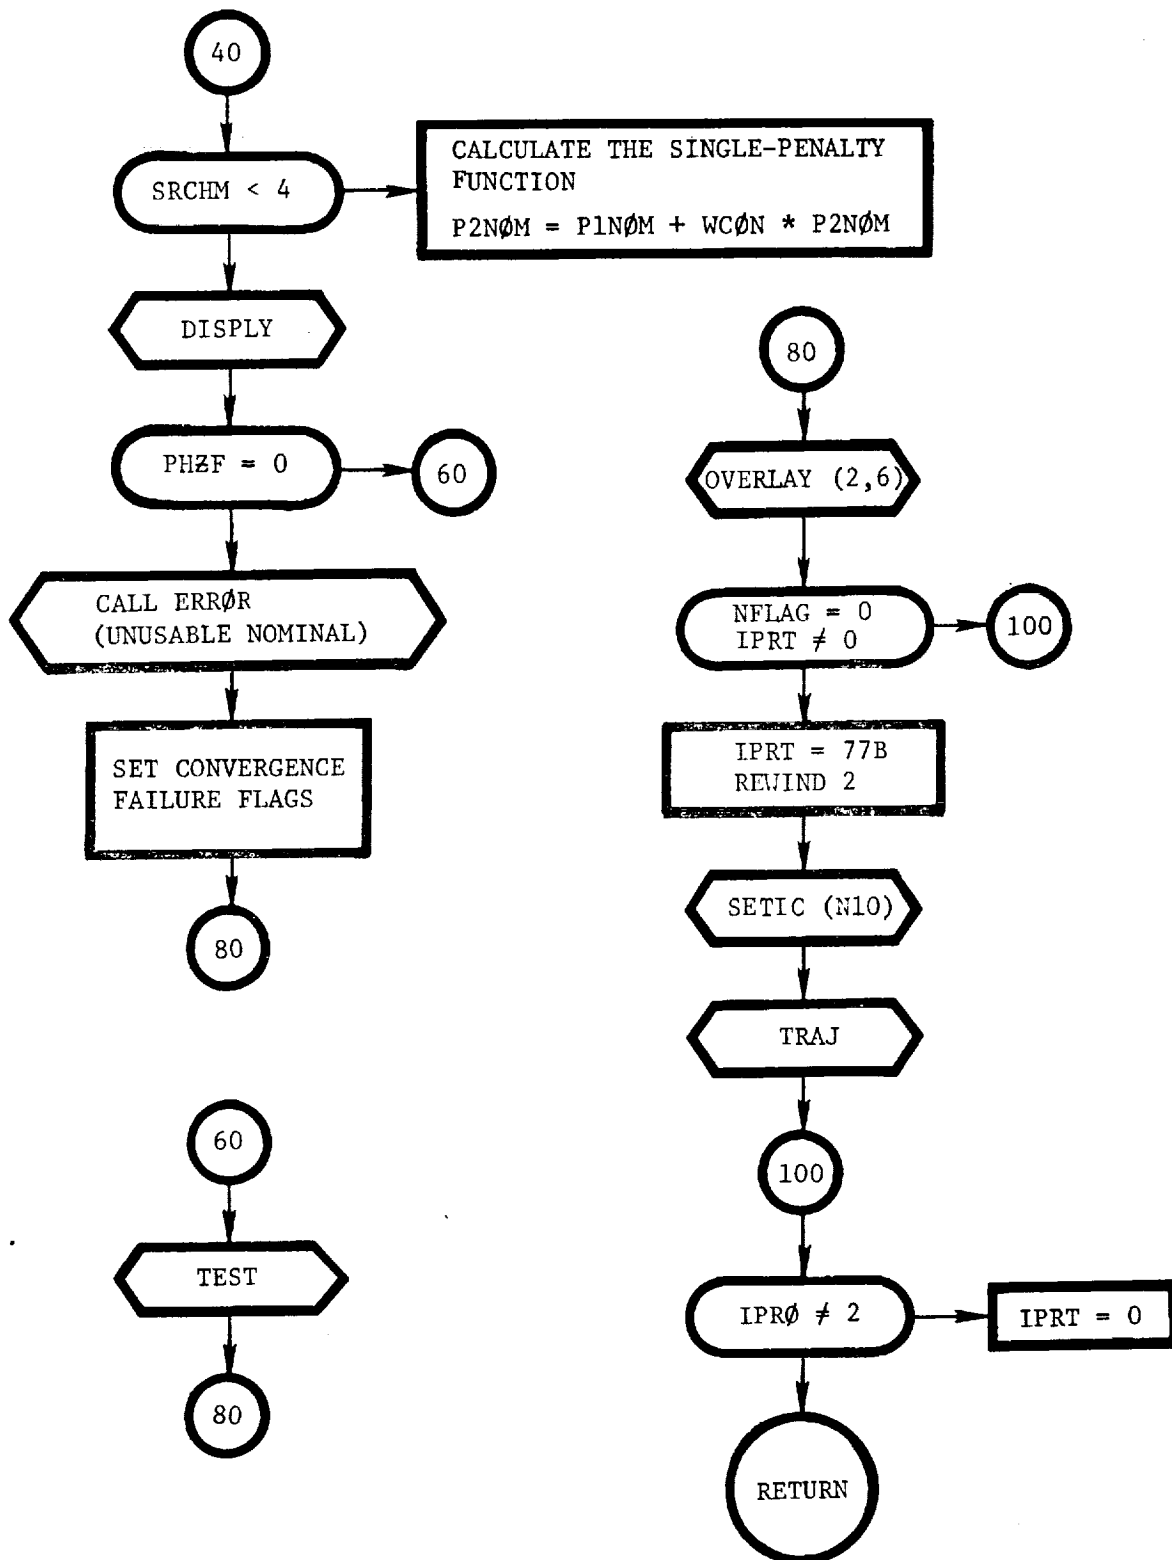 40
SRCHM < 4
CALCULATE THE SINGLE-PENALTY
FUNCTION
P2NØM = P1NØM + WCØN * P2NØM
DISPLY
PHZF = 0
60
CALL ERRØR
(UNUSABLE NOMINAL)
SET CONVERGENCE
FAILURE FLAGS
80
60
TEST
80
80
OVERLAY (2,6)
NFLAG = 0
IPRT ≠ 0
100
IPRT = 77B
REWIND 2
SETIC (N10)
TRAJ
100
IPRØ ≠ 2
IPRT = 0
RETURN